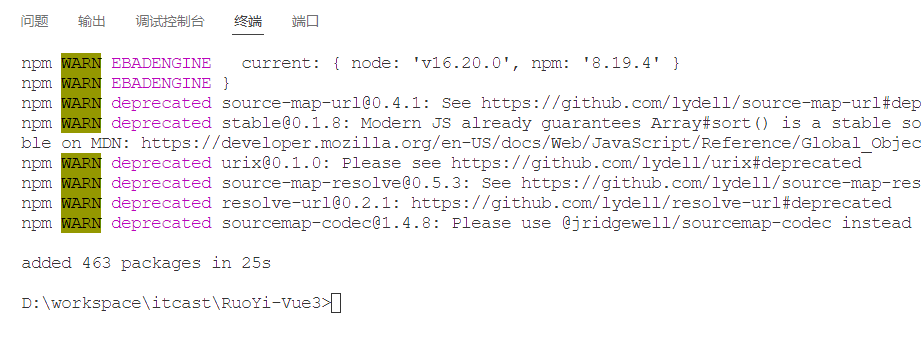 问题 输出 调试控制台 终端 端口
npm WARN EBADENGINE   current: { node: 'v16.20.0', npm: '8.19.4' }
npm WARN EBADENGINE }
npm WARN deprecated source-map-url@0.4.1: See https://github.com/lydell/source-map-url#dep
npm WARN deprecated stable@0.1.8: Modern JS already guarantees Array#sort() is a stable so
ble on MDN: https://developer.mozilla.org/en-US/docs/Web/JavaScript/Reference/Global_Objec
npm WARN deprecated urix@0.1.0: Please see https://github.com/lydell/urix#deprecated
npm WARN deprecated source-map-resolve@0.5.3: See https://github.com/lydell/source-map-res
npm WARN deprecated resolve-url@0.2.1: https://github.com/lydell/resolve-url#deprecated
npm WARN deprecated sourcemap-codec@1.4.8: Please use @jridgewell/sourcemap-codec instead
added 463 packages in 25s
D:\workspace\itcast\RuoYi-Vue3>